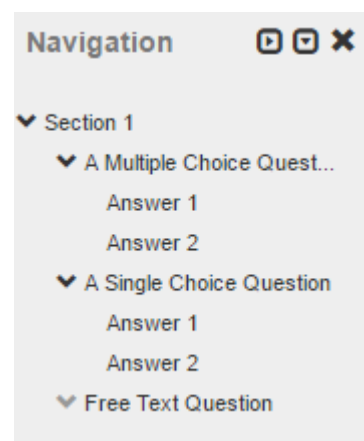 Navigation
Section 1
A Multiple Choice Quest...
Answer 1
Answer 2
A Single Choice Question
Answer 1
Answer 2
Free Text Question